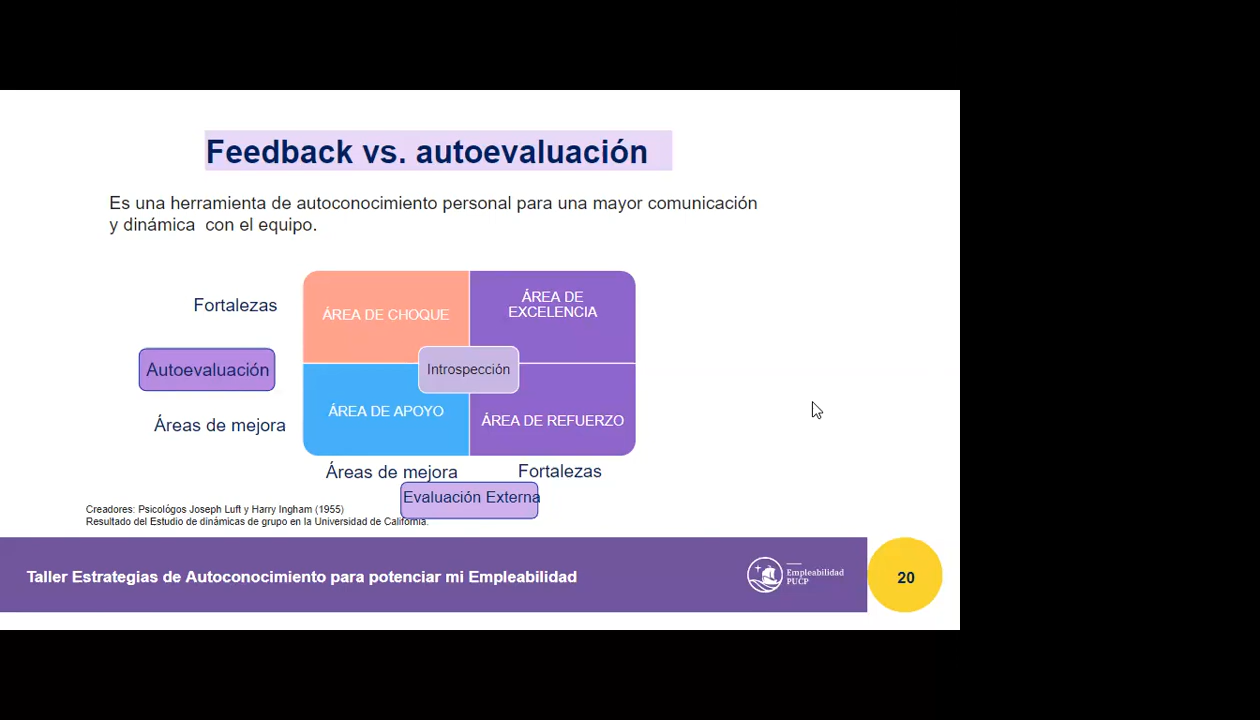 Feedback vs. autoevaluación
Es una herramienta de autoconocimiento personal para una mayor comunicación
y dinámica con el equipo.
Fortalezas
ÁREA DE CHOQUE
ÁREA DE
EXCELENCIA
Autoevaluación
Introspección
Áreas de mejora
ÁREA DE APOYO
ÁREA DE REFUERZO
Áreas de mejora
Fortalezas
Evaluación Externa
Creadores: Psicológos Joseph Luft y Harry Ingham (1955)
Resultado del Estudio de dinámicas de grupo en la Universidad de California.
Taller Estrategias de Autoconocimiento para potenciar mi Empleabilidad
Empleabilidad
PUCP
20